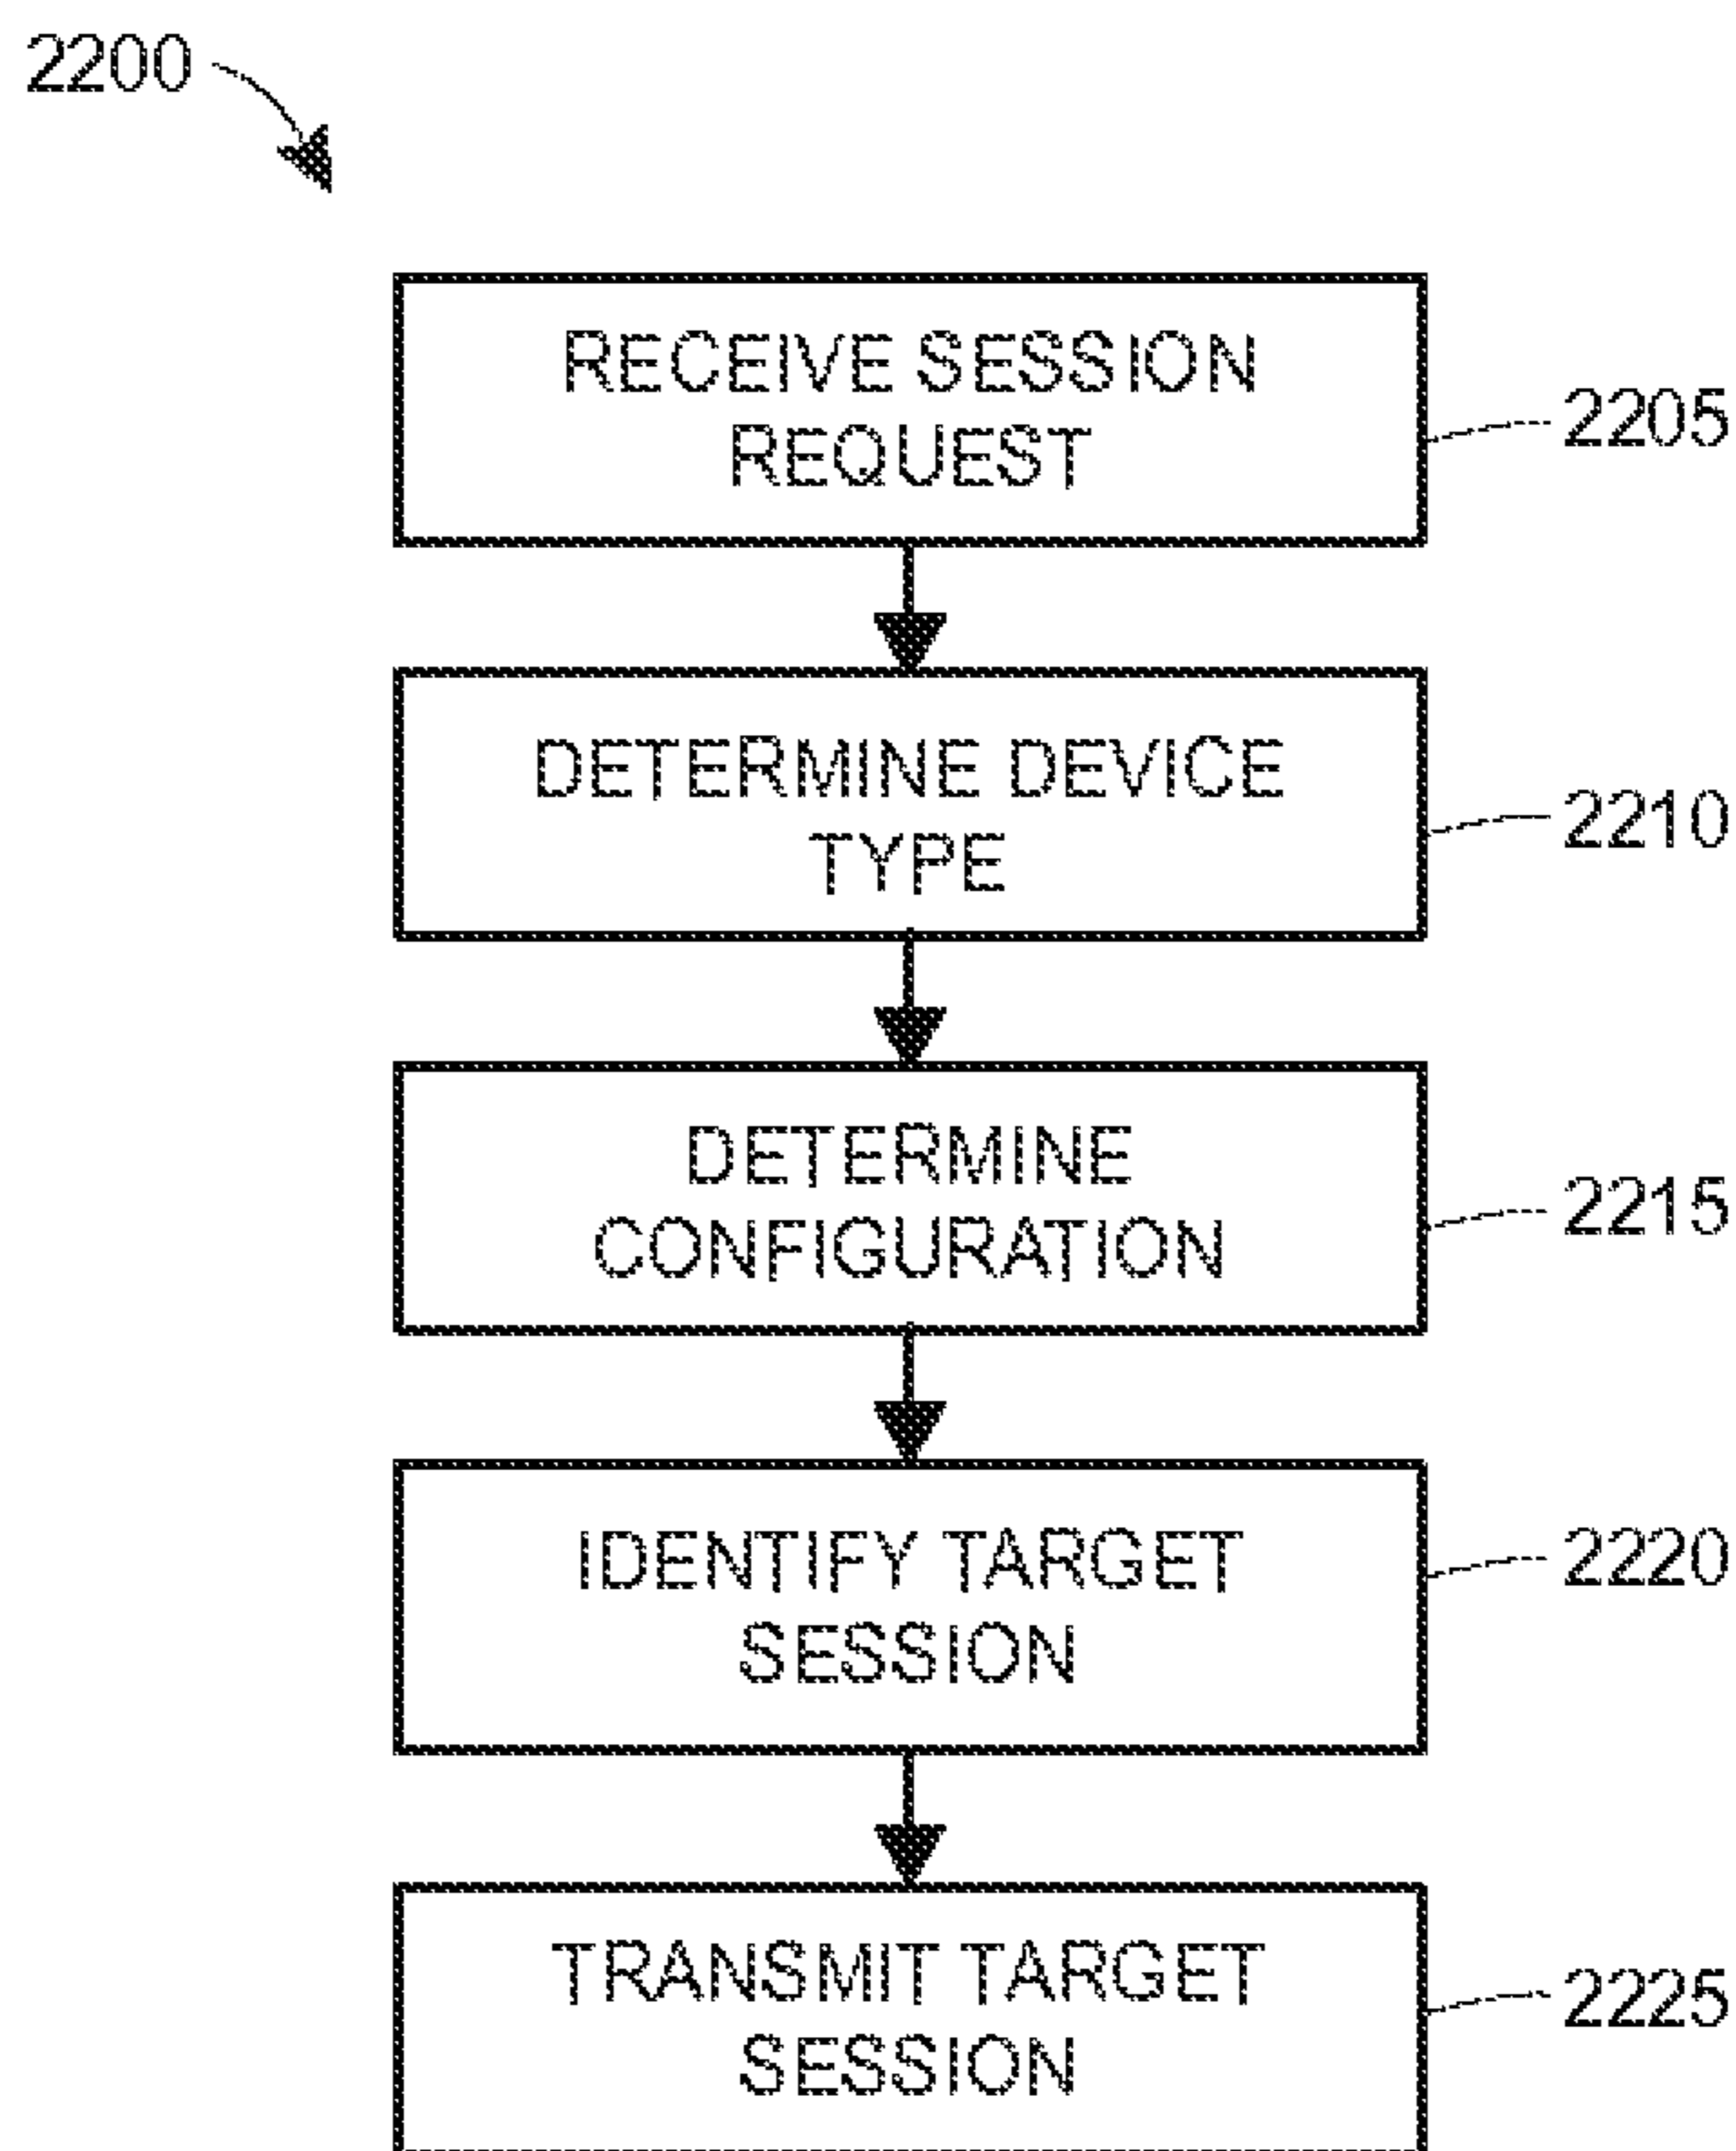 2200
RECEIVE SESSION
REQUEST
2205
DETERMINE DEVICE
TYPE
2210
DETERMINE
CONFIGURATION
2215
IDENTIFY TARGET
SESSION
2220
TRANSMIT TARGET
SESSION
2225